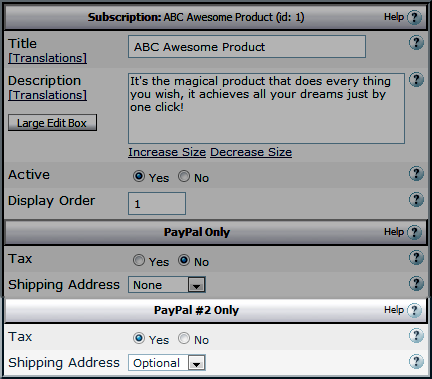 Subscription: ABC Awesome Product (id: 1) Help ?
Title ABC Awesome Product ?
[Translations]
Description It's the magical product that does every thing ?
[Translations] you wish, it achieves all your dreams just by
one click!
Large Edit Box
Increase Size Decrease Size
Active Yes No ?
Display Order 1 ?
PayPal Only Help ?
Tax Yes No ?
Shipping Address None ?
PayPal #2 Only Help ?
Tax Yes No ?
Shipping Address Optional ?